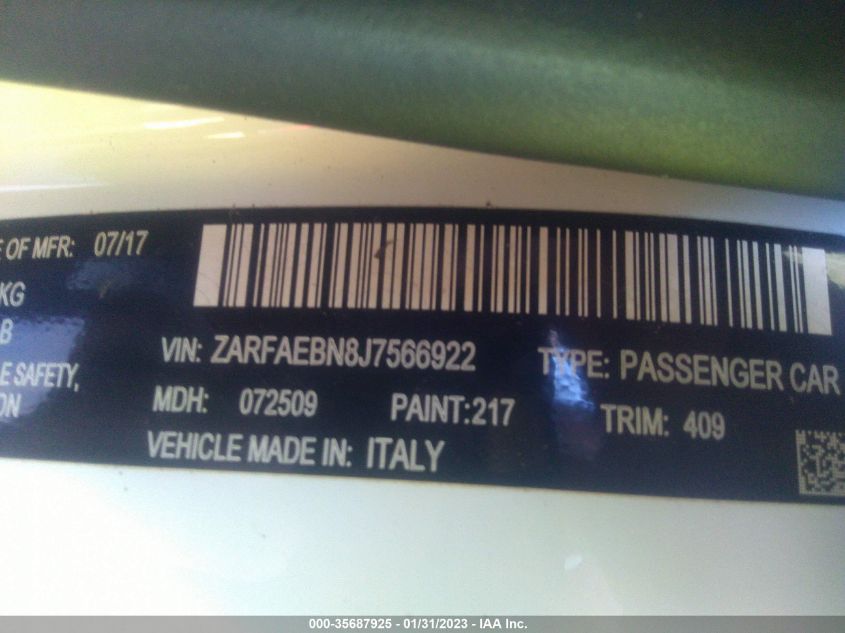 E OF MFR: 07/17
KG
B
VIN: ZARFAEBN8J7566922 TYPE: PASSENGER CAR
E SAFETY,
ON
MDH: 072509 PAINT:217 TRIM: 409
VEHICLE MADE IN: ITALY
000-35687925 - 01/31/2023 - IAA Inc.